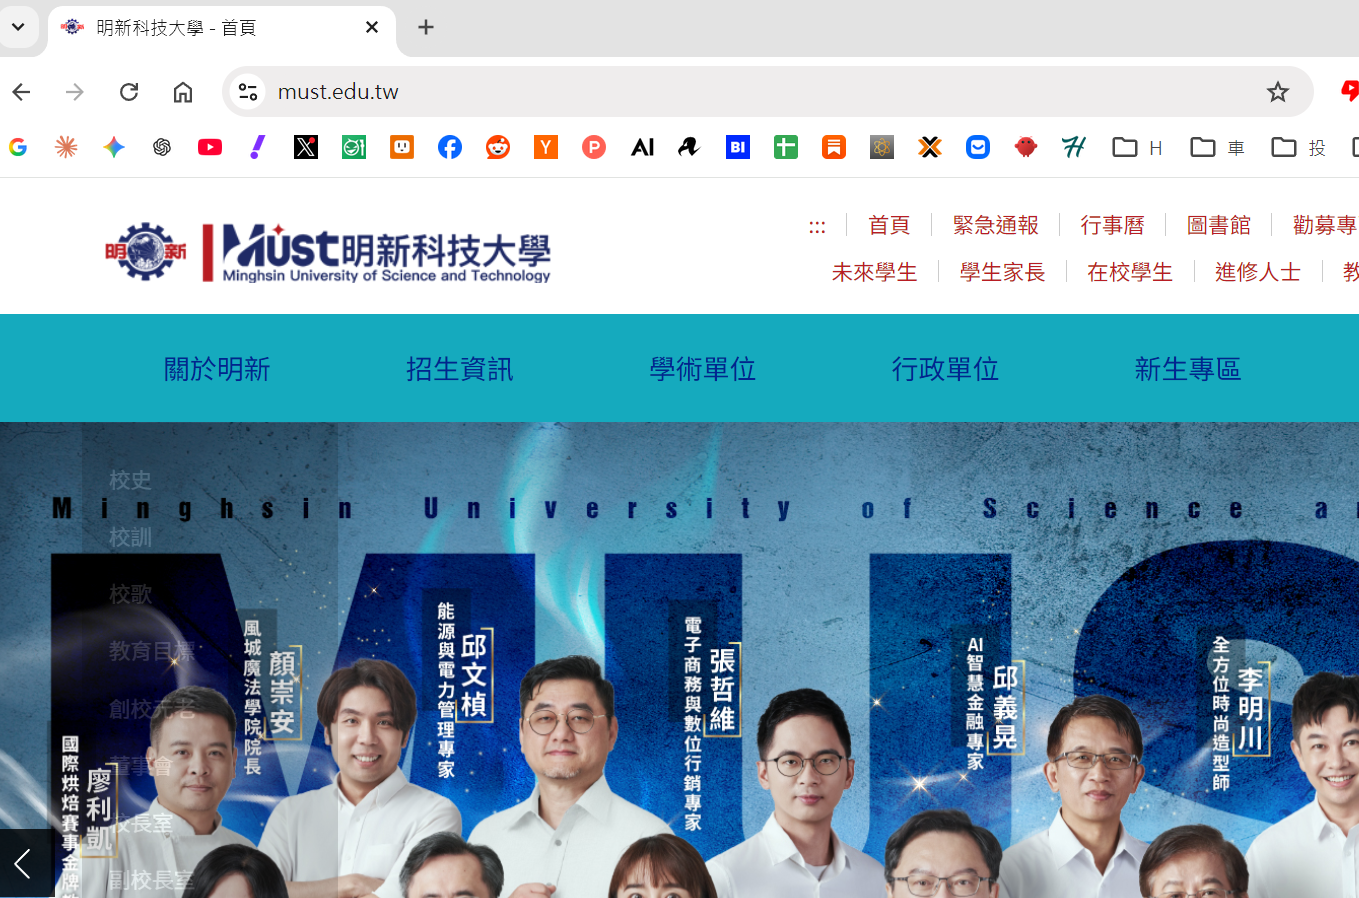 明新科技大學 - 首頁
must.edu.tw
H
車
投
明新
MUST明新科技大學
Minghsin University of Science and Technology
:::
首頁
緊急通報
行事曆
圖書館
勸募專
未來學生
學生家長
在校學生
進修人士
教
關於明新
招生資訊
學術單位
行政單位
新生專區
校史
Minghsin University of Science a
校訓
MUS
校歌
教育目標
創校元老
董事會
校長室
副校長室
國際烘焙賽事金牌教
廖利凱
風城魔法學院院長
顏崇安
能源與電力管理專家
邱文楨
電子商務與數位行銷專家
張哲維
AI智慧金融專家
邱義晃
全方位時尚造型師
李明川